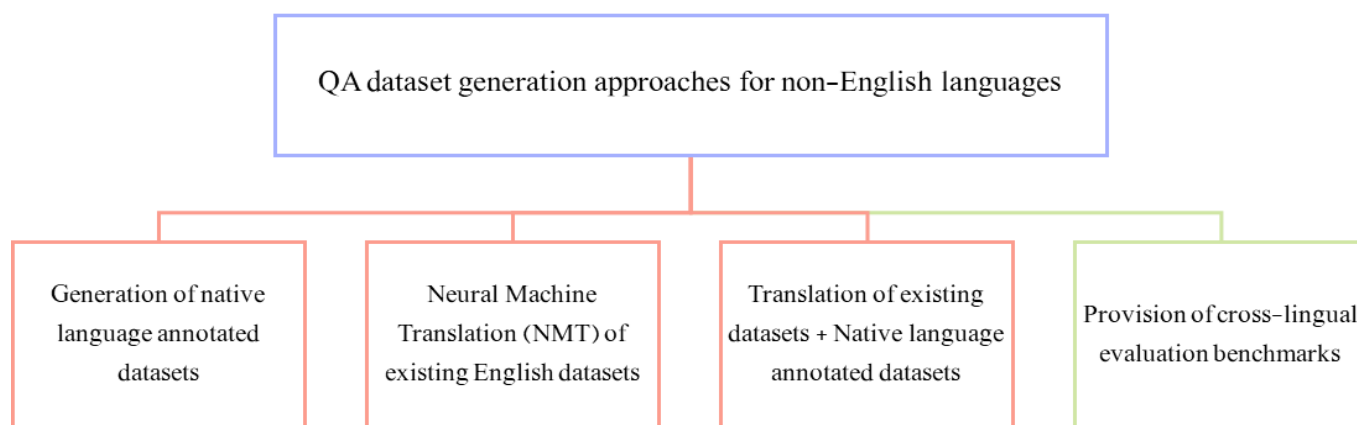 QA dataset generation approaches for non-English languages
Generation of native
language annotated
datasets
Neural Machine
Translation (NMT) of
existing English datasets
Translation of existing
datasets + Native language
annotated datasets
Provision of cross-lingual
evaluation benchmarks